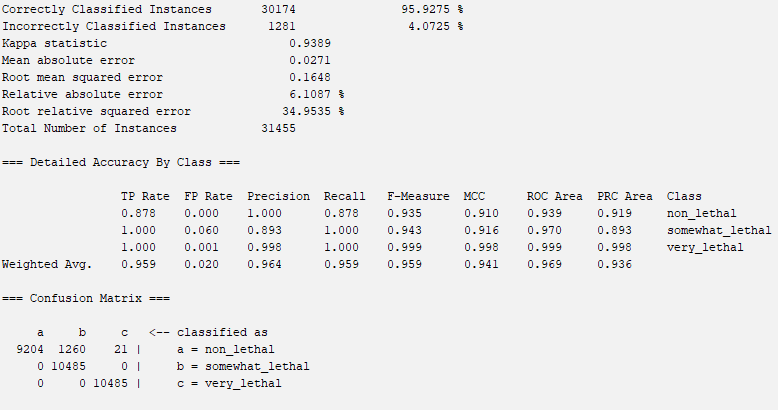 Correctly Classified Instances       30174               95.9275 %
Incorrectly Classified Instances      1281                4.0725 %
Kappa statistic                          0.9389
Mean absolute error                      0.0271
Root mean squared error                  0.1648
Relative absolute error                  6.1087 %
Root relative squared error             34.9535 %
Total Number of Instances            31455
=== Detailed Accuracy By Class ===
                 TP Rate  FP Rate  Precision  Recall   F-Measure  MCC      ROC Area  PRC Area  Class
                 0.878    0.000    1.000      0.878    0.935      0.910    0.939     0.919     non_lethal
                 1.000    0.060    0.893      1.000    0.943      0.916    0.970     0.893     somewhat_lethal
                 1.000    0.001    0.998      1.000    0.999      0.998    0.999     0.998     very_lethal
Weighted Avg.    0.959    0.020    0.964      0.959    0.959      0.941    0.969     0.936
=== Confusion Matrix ===
     a     b     c   <-- classified as
  9204  1260    21 |     a = non_lethal
     0 10485     0 |     b = somewhat_lethal
     0     0 10485 |     c = very_lethal